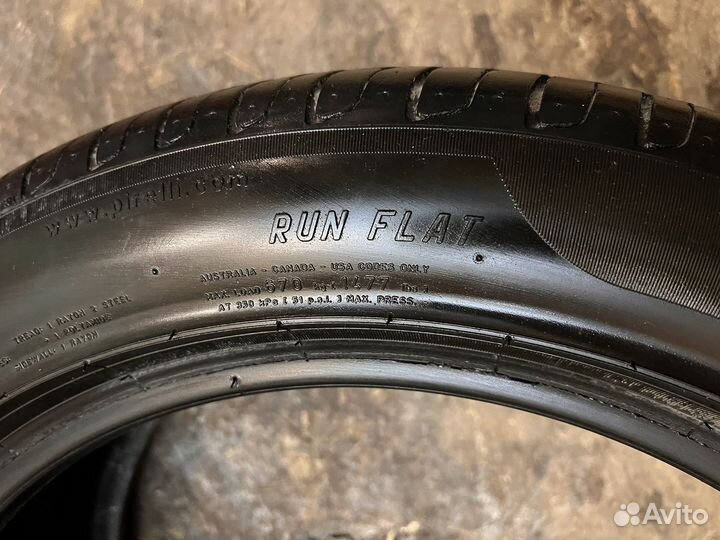 www.pirelli.com
RUN FLAT
AUSTRALIA - CANADA - USA CODES ONLY
MAX. LOAD 670 kg [ 1477 lbs ]
AT 350 kPa [ 51 p.s.i. ] MAX. PRESS.
TREAD: 1 RAYON 2 STEEL
1 POLYAMIDE
SIDEWALL: 1 RAYON
Avito